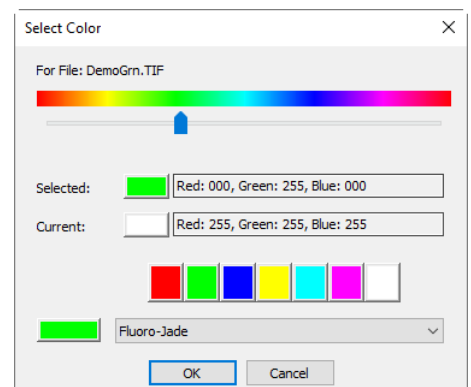 Select Color
For File: DemoGrn.TIF
Selected: Red: 000, Green: 255, Blue: 000
Current: Red: 255, Green: 255, Blue: 255
Fluoro-Jade
OK Cancel